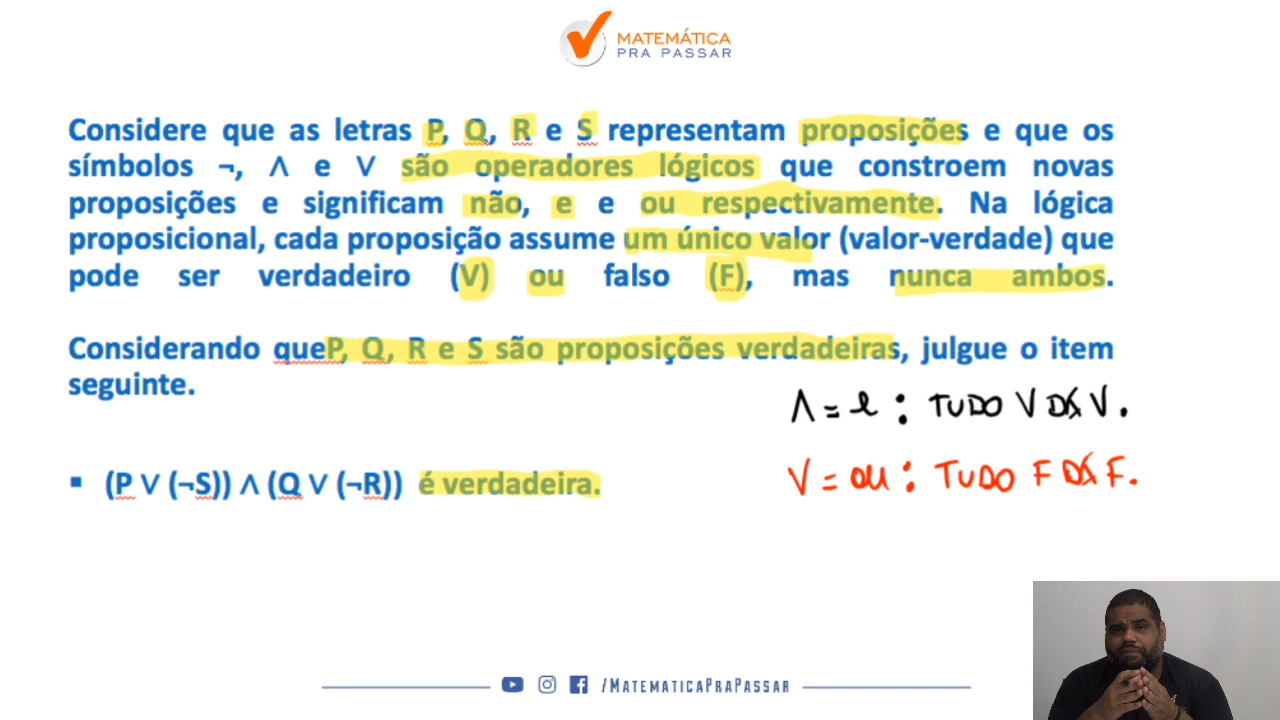 MATEMÁTICA
PRA PASSAR
Considere que as letras P, Q, R e S representam proposições e que os
símbolos ¬, ∧ e ∨ são operadores lógicos que constroem novas
proposições e significam não, e e ou respectivamente. Na lógica
proposicional, cada proposição assume um único valor (valor-verdade) que
pode ser verdadeiro (V) ou falso (F), mas nunca ambos.
Considerando queP, Q, R e S são proposições verdadeiras, julgue o item
seguinte.
∧ = e : TUDO V DÁ V.
▪ (P ∨ (¬S)) ∧ (Q ∨ (¬R)) é verdadeira.
V = OU : TUDO F DÁ F.
/MATEMATICAPRAPASSAR